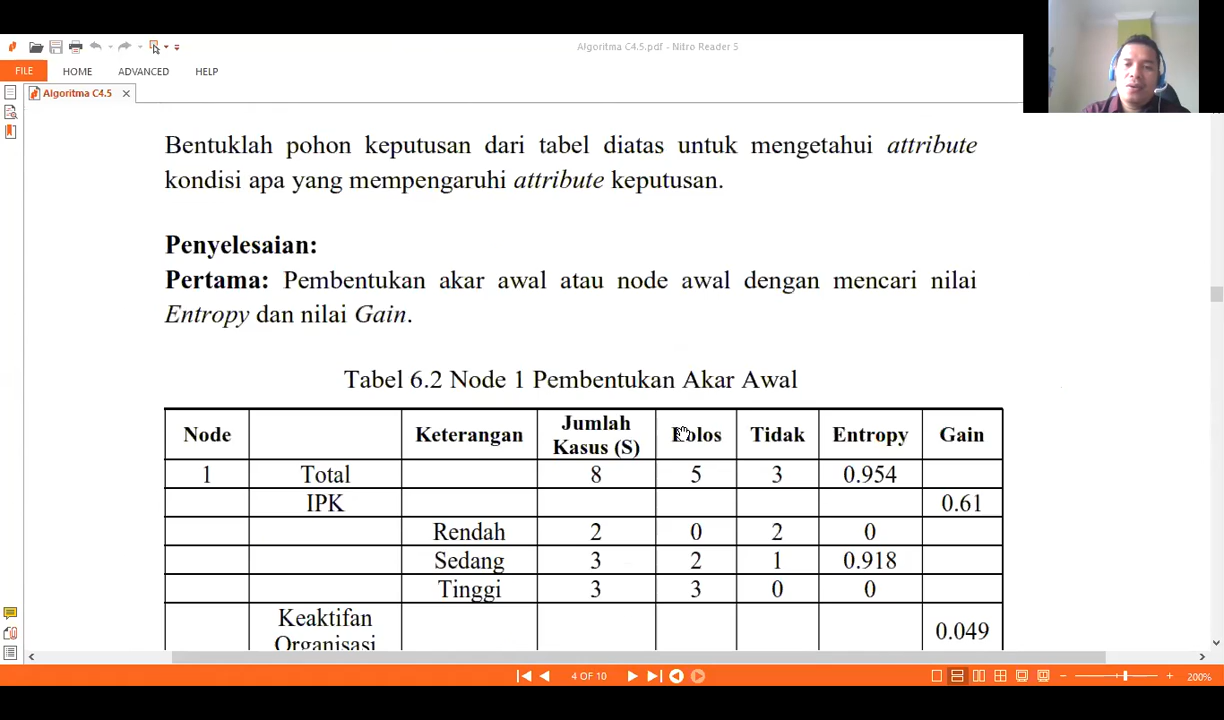 Algoritma C4.5.pdf - Nitro Reader 5
FILE HOME ADVANCED HELP
Algoritma C4.5
Bentuklah pohon keputusan dari tabel diatas untuk mengetahui attribute
kondisi apa yang mempengaruhi attribute keputusan.
Penyelesaian:
Pertama: Pembentukan akar awal atau node awal dengan mencari nilai
Entropy dan nilai Gain.
Tabel 6.2 Node 1 Pembentukan Akar Awal
Node Keterangan Jumlah Kasus (S) Lolos Tidak Entropy Gain
1 Total 8 5 3 0.954
IPK 0.61
Rendah 2 0 2 0
Sedang 3 2 1 0.918
Tinggi 3 3 0 0
Keaktifan Organisasi 0.049
4 OF 10
200%